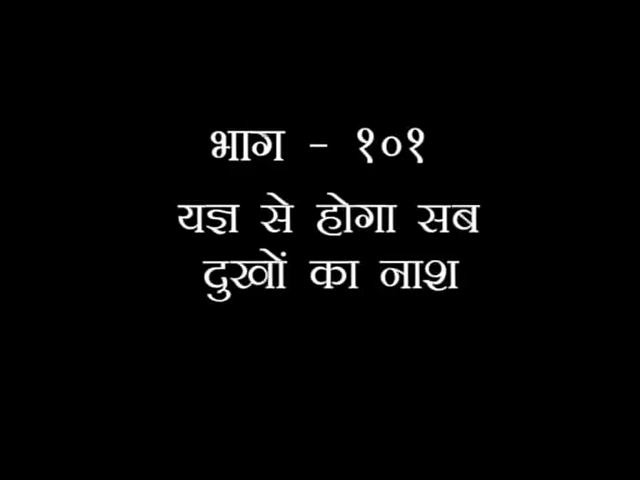 भाग - १०१
यज्ञ से होगा सब
दुखों का नाश